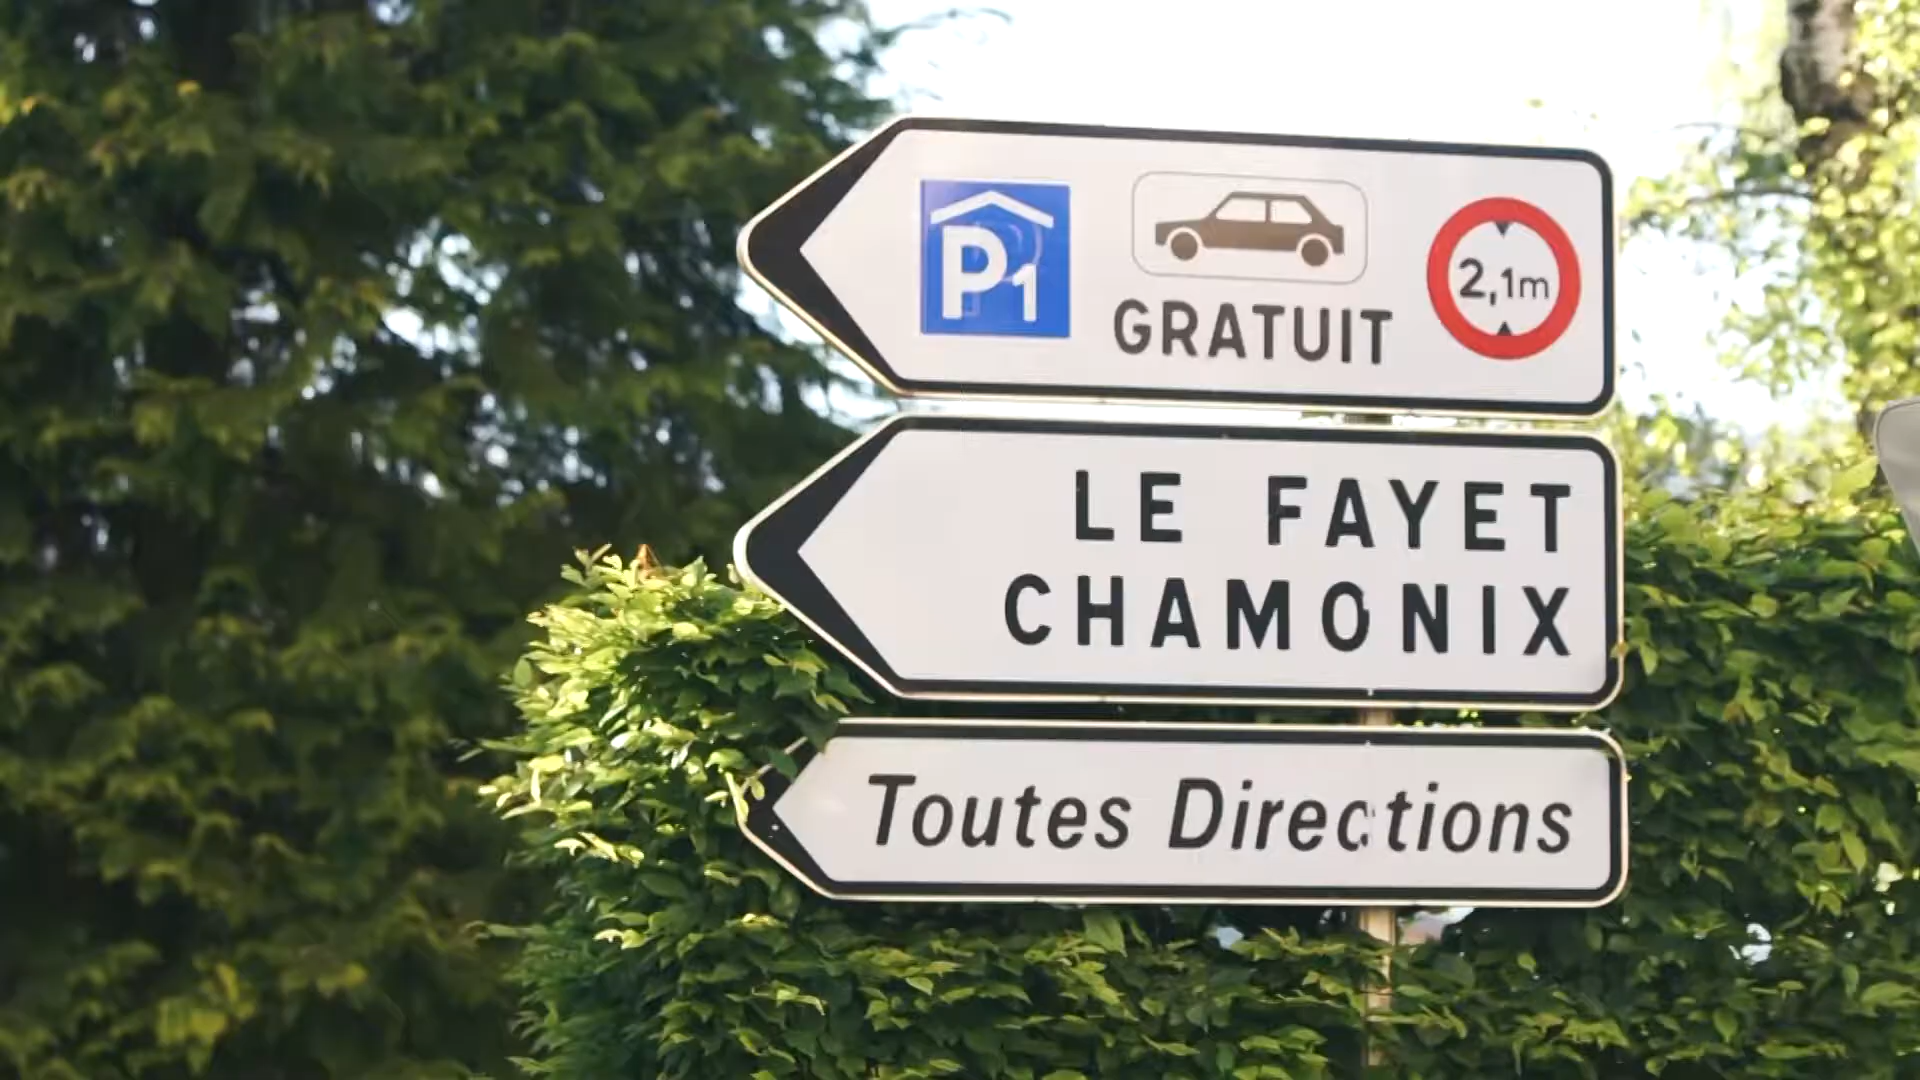 P1
GRATUIT
2,1m
LE FAYET
CHAMONIX
Toutes Directions